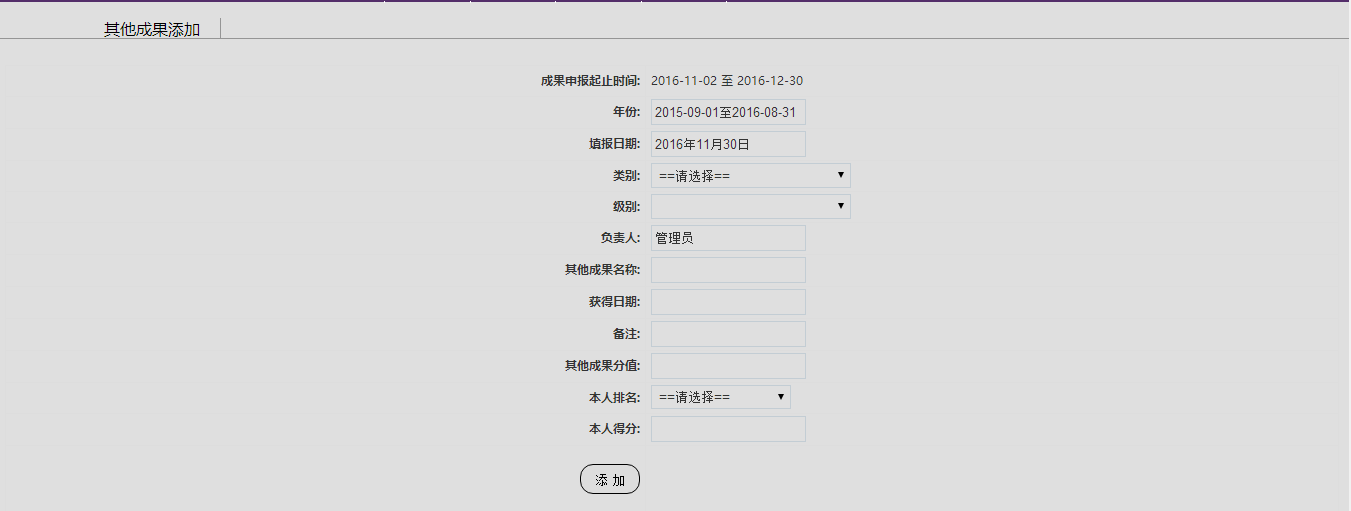 其他成果添加
成果申报起止时间: 2016-11-02 至 2016-12-30
年份: 2015-09-01至2016-08-31
填报日期: 2016年11月30日
类别: ==请选择==
级别:
负责人: 管理员
其他成果名称:
获得日期:
备注:
其他成果分值:
本人排名: ==请选择==
本人得分:
添 加